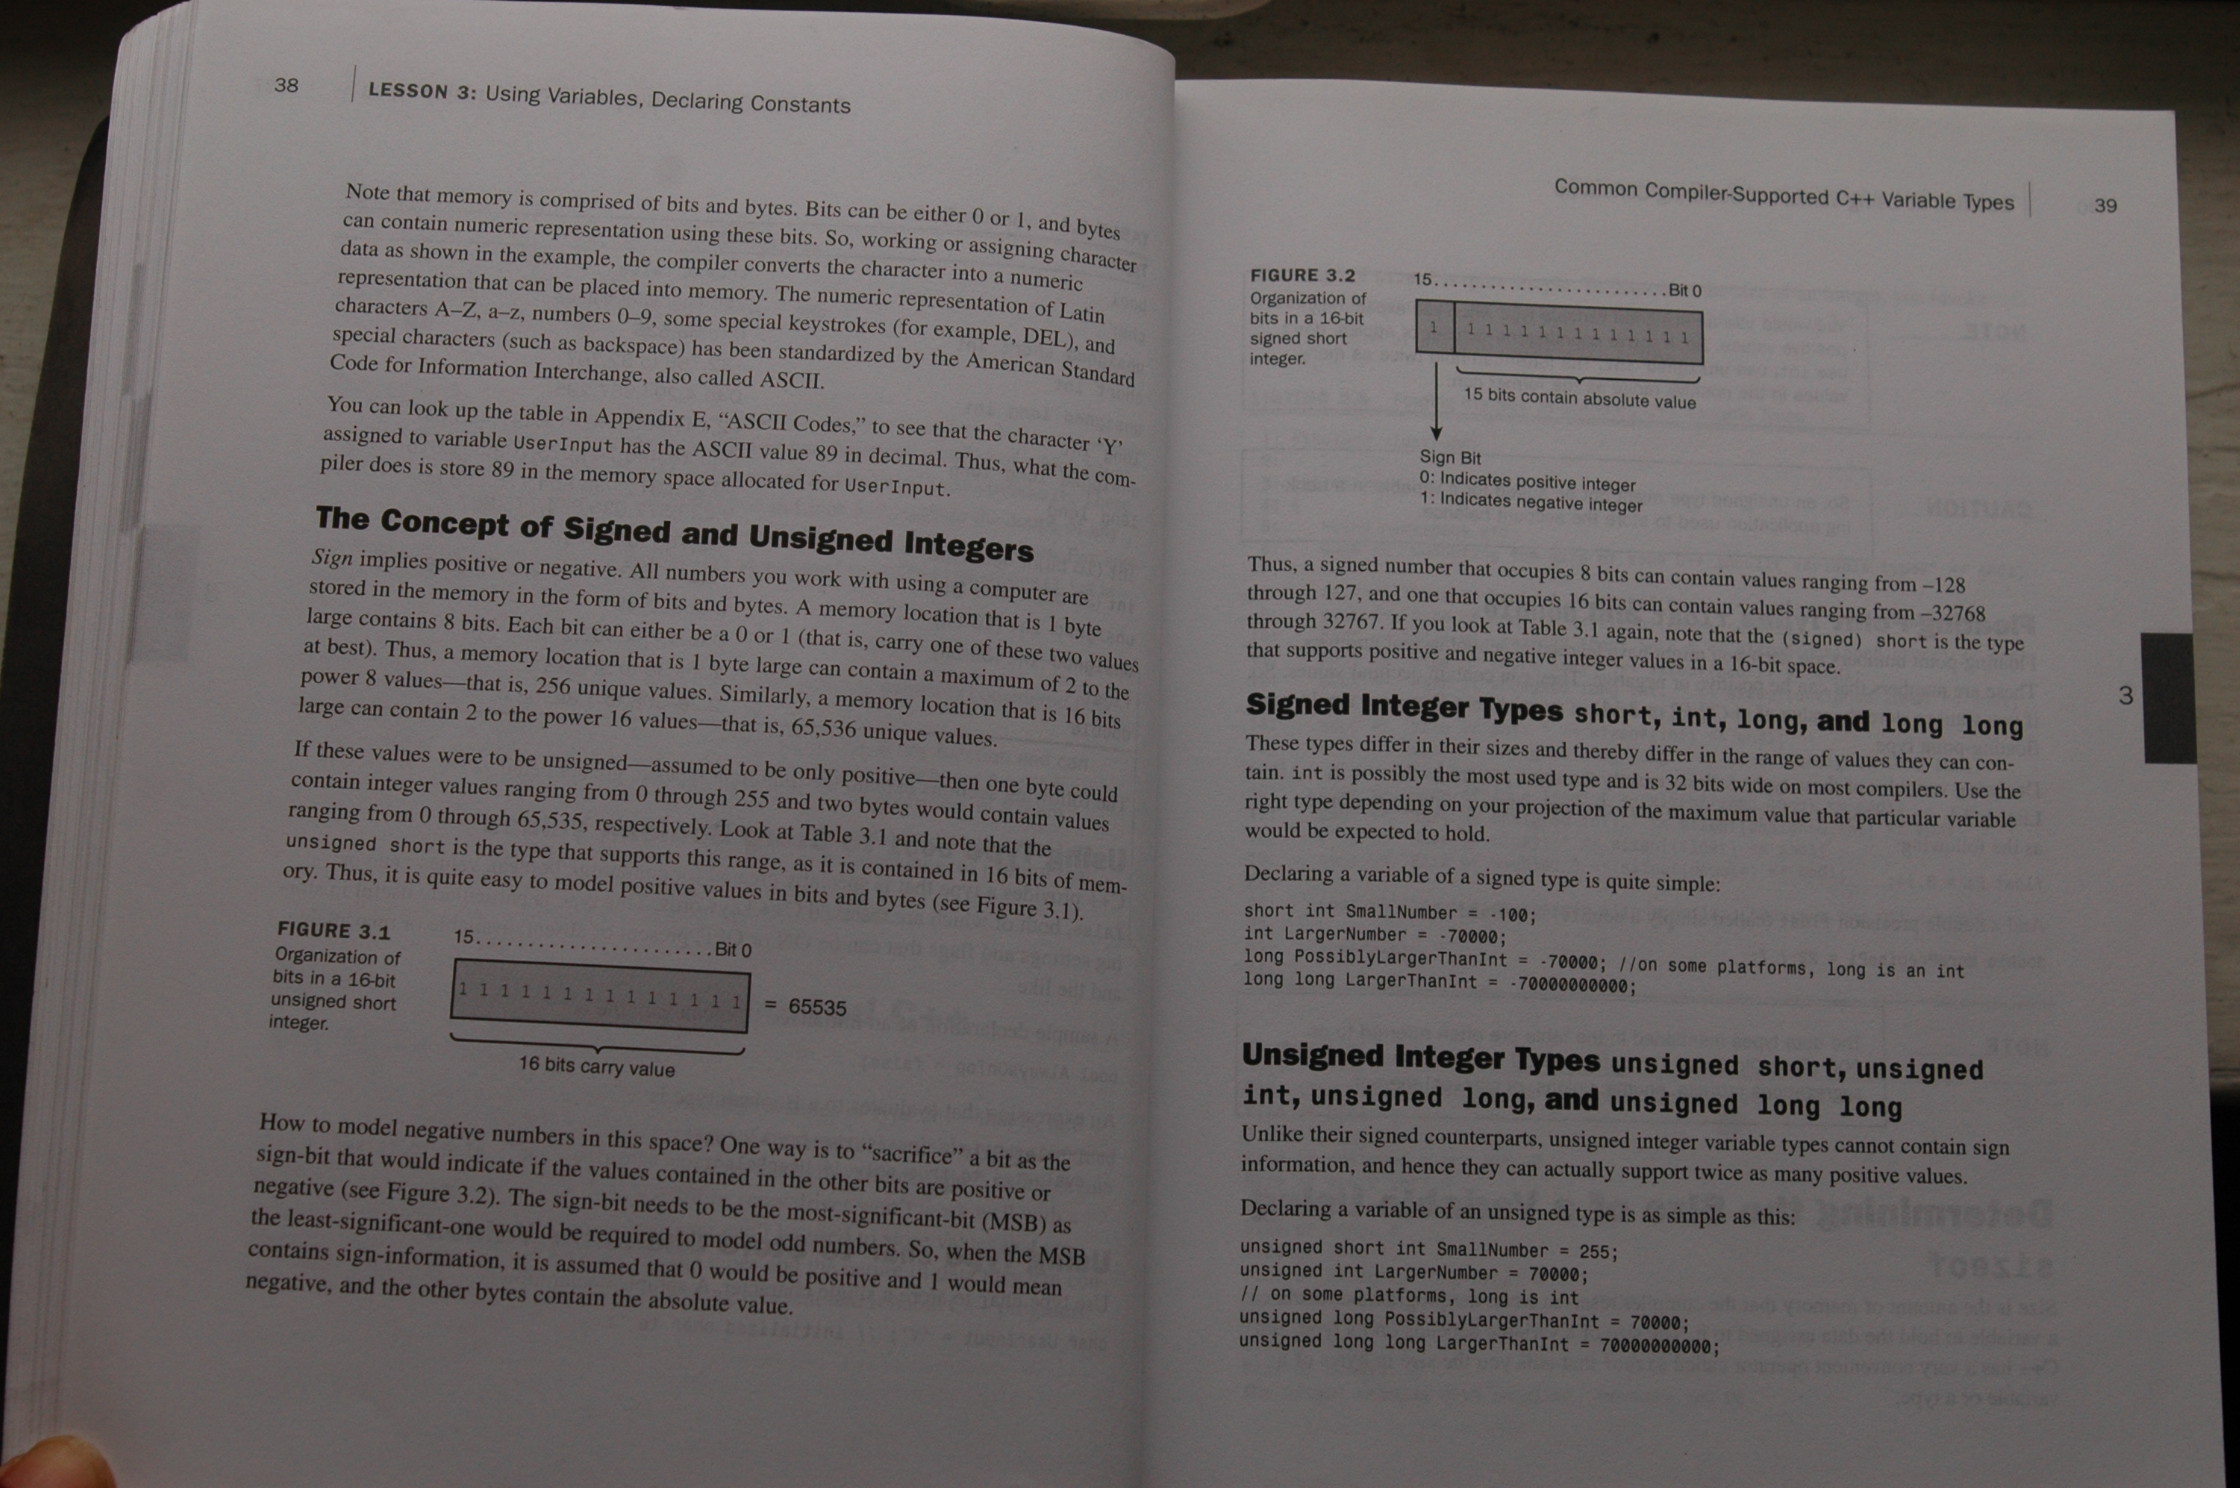 38
LESSON 3: Using Variables, Declaring Constants
Note that memory is comprised of bits and bytes. Bits can be either 0 or 1, and bytes
can contain numeric representation using these bits. So, working or assigning character
data as shown in the example, the compiler converts the character into a numeric
representation that can be placed into memory. The numeric representation of Latin
characters A–Z, a–z, numbers 0–9, some special keystrokes (for example, DEL), and
special characters (such as backspace) has been standardized by the American Standard
Code for Information Interchange, also called ASCII.
You can look up the table in Appendix E, “ASCII Codes,” to see that the character ‘Y’
assigned to variable UserInput has the ASCII value 89 in decimal. Thus, what the com-
piler does is store 89 in the memory space allocated for UserInput.
The Concept of Signed and Unsigned Integers
Sign implies positive or negative. All numbers you work with using a computer are
stored in the memory in the form of bits and bytes. A memory location that is 1 byte
large contains 8 bits. Each bit can either be a 0 or 1 (that is, carry one of these two values
at best). Thus, a memory location that is 1 byte large can contain a maximum of 2 to the
power 8 values—that is, 256 unique values. Similarly, a memory location that is 16 bits
large can contain 2 to the power 16 values—that is, 65,536 unique values.
If these values were to be unsigned—assumed to be only positive—then one byte could
contain integer values ranging from 0 through 255 and two bytes would contain values
ranging from 0 through 65,535, respectively. Look at Table 3.1 and note that the
unsigned short is the type that supports this range, as it is contained in 16 bits of mem-
ory. Thus, it is quite easy to model positive values in bits and bytes (see Figure 3.1).
FIGURE 3.1
Organization of
bits in a 16-bit
unsigned short
integer.
15.......................Bit 0
1 1 1 1 1 1 1 1 1 1 1 1 1 1 = 65535
16 bits carry value
How to model negative numbers in this space? One way is to “sacrifice” a bit as the
sign-bit that would indicate if the values contained in the other bits are positive or
negative (see Figure 3.2). The sign-bit needs to be the most-significant-bit (MSB) as
the least-significant-one would be required to model odd numbers. So, when the MSB
contains sign-information, it is assumed that 0 would be positive and 1 would mean
negative, and the other bytes contain the absolute value.
Common Compiler-Supported C++ Variable Types
39
FIGURE 3.2
Organization of
bits in a 16-bit
signed short
integer.
15.......................Bit 0
1 1 1 1 1 1 1 1 1 1 1 1 1 1
15 bits contain absolute value
Sign Bit
0: Indicates positive integer
1: Indicates negative integer
Thus, a signed number that occupies 8 bits can contain values ranging from –128
through 127, and one that occupies 16 bits can contain values ranging from –32768
through 32767. If you look at Table 3.1 again, note that the (signed) short is the type
that supports positive and negative integer values in a 16-bit space.
3
Signed Integer Types short, int, long, and long long
These types differ in their sizes and thereby differ in the range of values they can con-
tain. int is possibly the most used type and is 32 bits wide on most compilers. Use the
right type depending on your projection of the maximum value that particular variable
would be expected to hold.
Declaring a variable of a signed type is quite simple:
short int SmallNumber = -100;
int LargerNumber = -70000;
long PossiblyLargerThanInt = -70000; //on some platforms, long is an int
long long LargerThanInt = -70000000000;
Unsigned Integer Types unsigned short, unsigned
int, unsigned long, and unsigned long long
Unlike their signed counterparts, unsigned integer variable types cannot contain sign
information, and hence they can actually support twice as many positive values.
Declaring a variable of an unsigned type is as simple as this:
unsigned short int SmallNumber = 255;
unsigned int LargerNumber = 70000;
// on some platforms, long is int
unsigned long PossiblyLargerThanInt = 70000;
unsigned long long LargerThanInt = 70000000000;